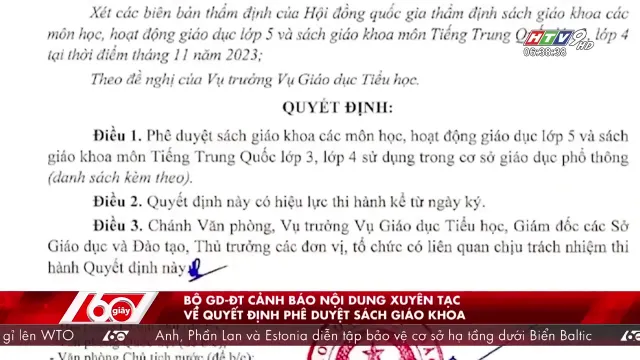 Xét các biên bản thẩm định của Hội đồng quốc gia thẩm định sách giáo khoa các
môn học, hoạt động giáo dục lớp 5 và sách giáo khoa môn Tiếng Trung Quốc lớp 4
tại thời điểm tháng 11 năm 2023;
HTV9 HD
06:38:38
Theo đề nghị của Vụ trưởng Vụ Giáo dục Tiểu học.
QUYẾT ĐỊNH:
Điều 1. Phê duyệt sách giáo khoa các môn học, hoạt động giáo dục lớp 5 và sách
giáo khoa môn Tiếng Trung Quốc lớp 3, lớp 4 sử dụng trong cơ sở giáo dục phổ thông
(danh sách kèm theo).
Điều 2. Quyết định này có hiệu lực thi hành kể từ ngày ký.
Điều 3. Chánh Văn phòng, Vụ trưởng Vụ Giáo dục Tiểu học, Giám đốc các Sở
Giáo dục và Đào tạo, Thủ trưởng các đơn vị, tổ chức có liên quan chịu trách nhiệm thi
hành Quyết định này
60 giây
BỘ GD-ĐT CẢNH BÁO NỘI DUNG XUYÊN TẠC
VỀ QUYẾT ĐỊNH PHÊ DUYỆT SÁCH GIÁO KHOA
gỉ lên WTO
Anh, Phần Lan và Estonia diễn tập bảo vệ cơ sở hạ tầng dưới Biển Baltic
60 giây
Văn phòng Chủ tịch nước (để b/c);